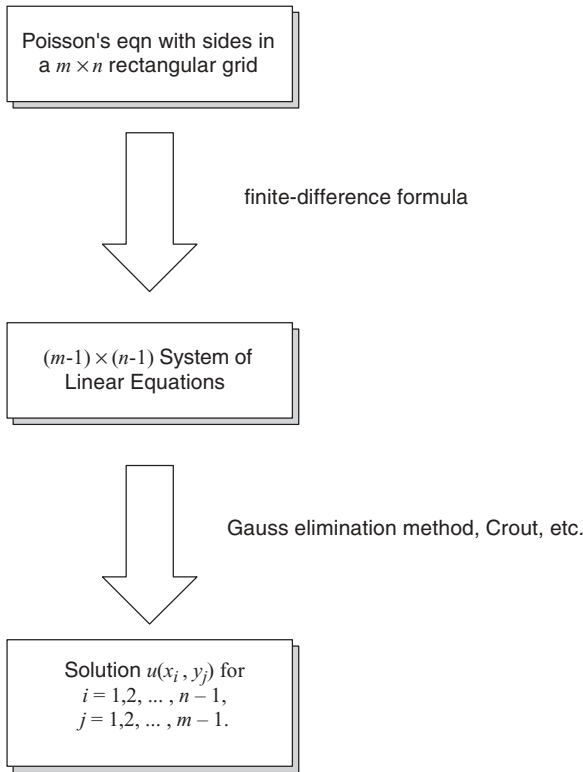 Poisson's eqn with sides in
a m × n rectangular grid
finite-difference formula
(m-1) × (n-1) System of
Linear Equations
Gauss elimination method, Crout, etc.
Solution u(xᵢ, yⱼ) for
i = 1,2, ... , n – 1,
j = 1,2, ... , m – 1.